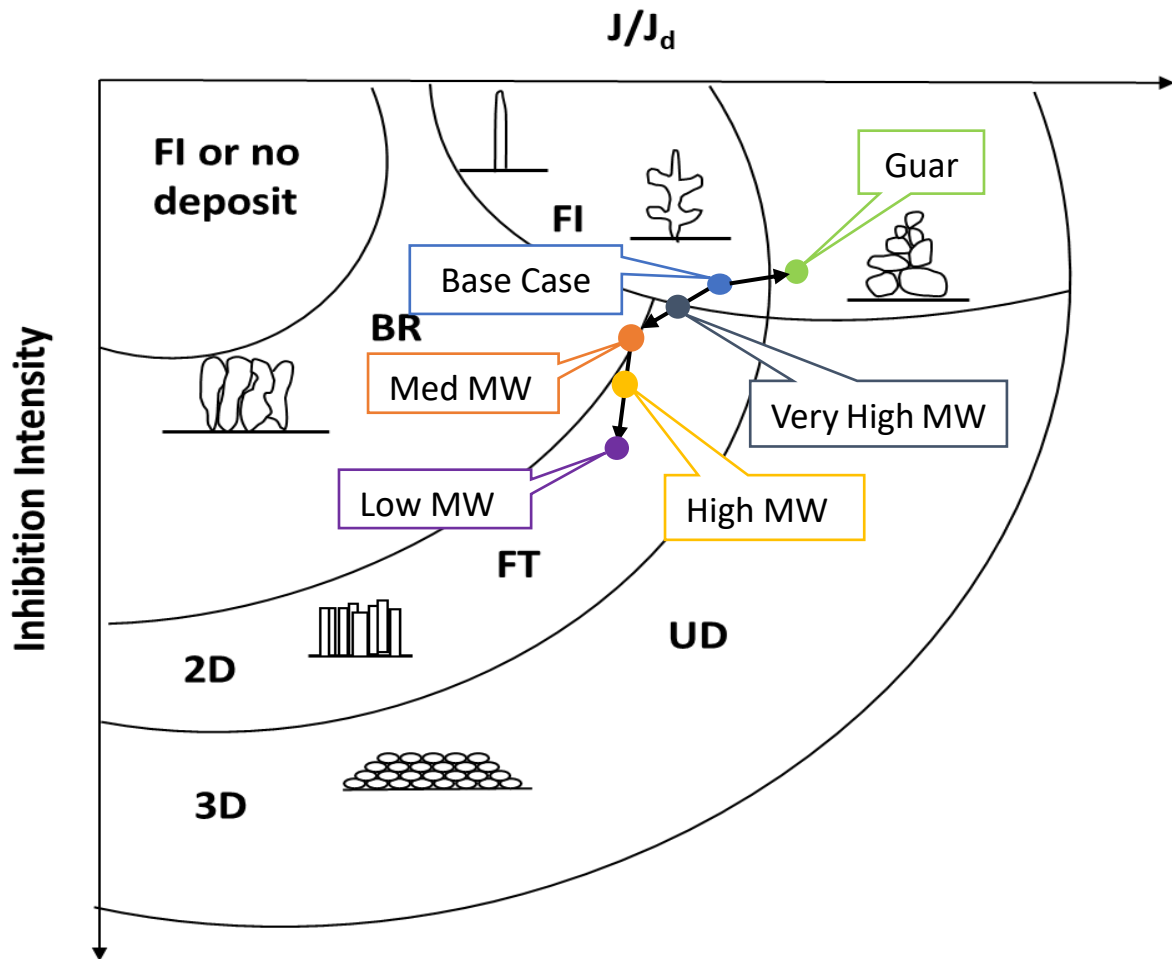 J/J_d
FI or no
deposit
Guar
FI
Base Case
BR
Med MW
Very High MW
Inhibition Intensity
Low MW
High MW
FT
UD
2D
3D